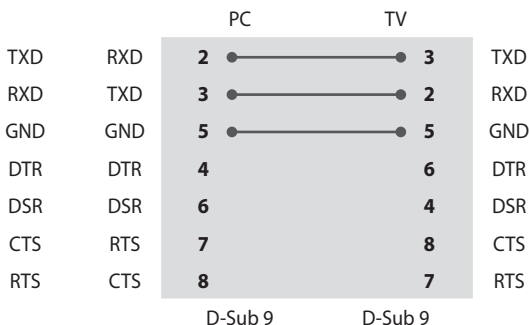 PC TV
TXD RXD 2 3 TXD
RXD TXD 3 2 RXD
GND GND 5 5 GND
DTR DTR 4 6 DTR
DSR DSR 6 4 DSR
CTS RTS 7 8 CTS
RTS CTS 8 7 RTS
D-Sub 9 D-Sub 9